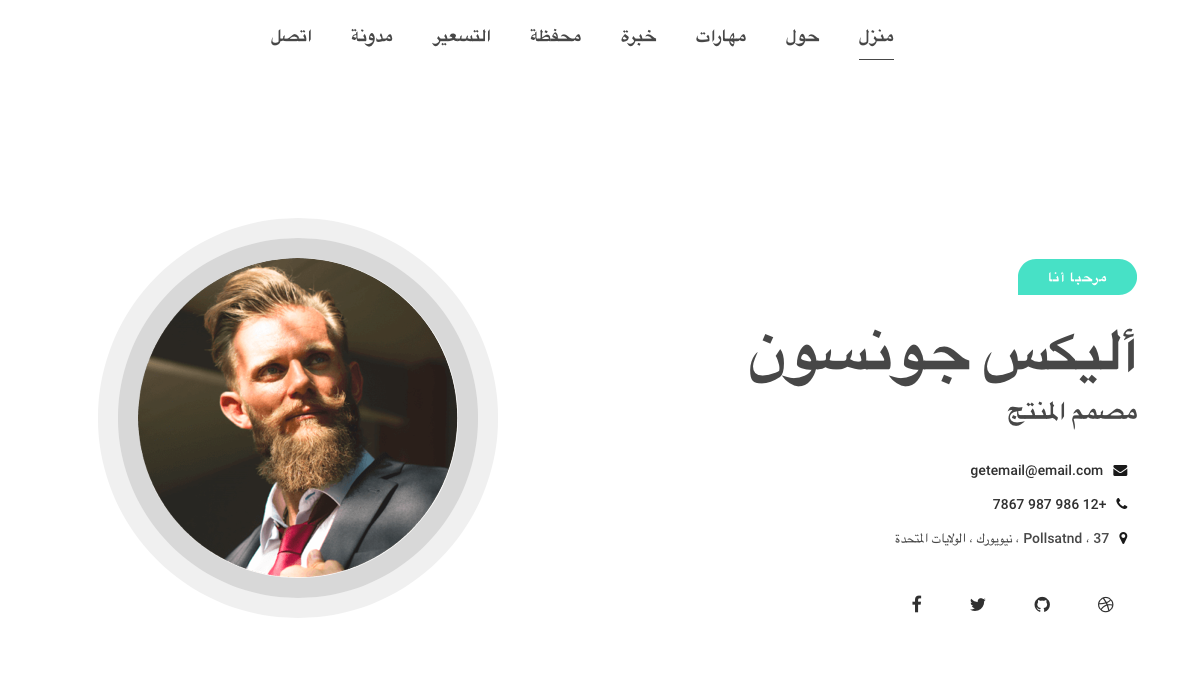 منزل حول مهارات خبرة محفظة التسعير مدونة اتصل
مرحبا انا
أليكس جونسون
مصمم المنتج
getemail@email.com
+12 986 987 7867
37 ، Pollsatnd ، نيويورك ، الولايات المتحدة